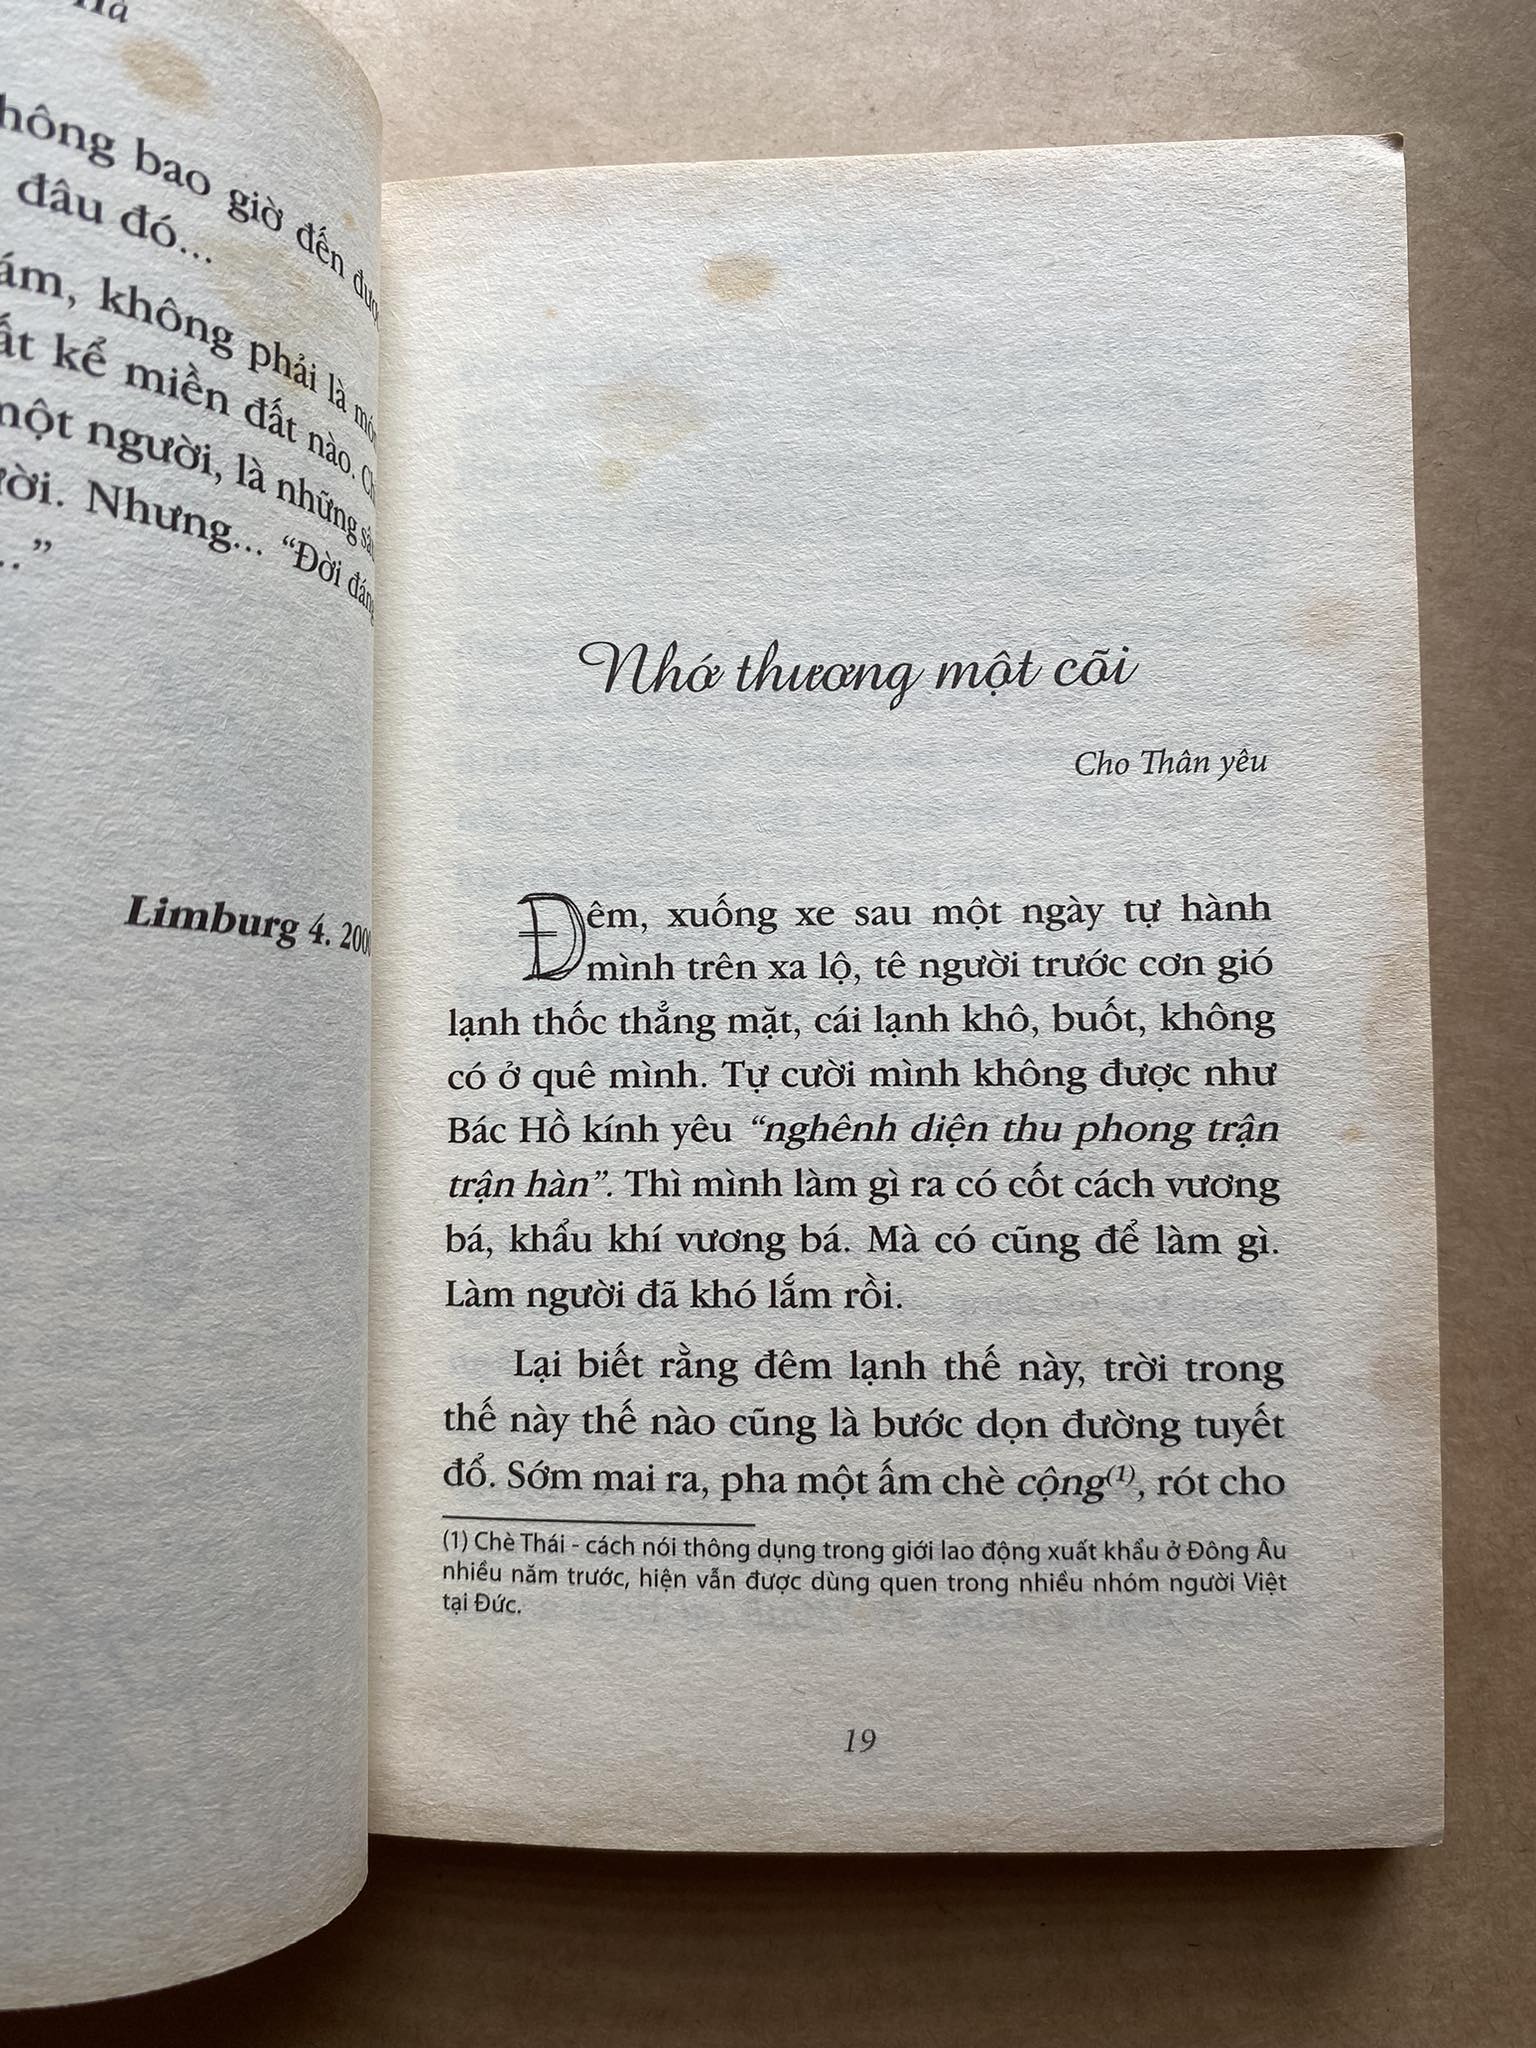 bao giờ đến
đâu đó...
không phải là
kể miền đất nào.
một người, là những
Nhưng... “Đời
...”
Limburg 4.
Nhớ thương một cõi
Cho Thân yêu
Đêm, xuống xe sau một ngày tự hành
mình trên xa lộ, tê người trước cơn gió
lạnh thốc thẳng mặt, cái lạnh khô, buốt, không
có ở quê mình. Tự cười mình không được như
Bác Hồ kính yêu “nghênh diện thu phong trận
trận hàn”. Thì mình làm gì ra có cốt cách vương
bá, khẩu khí vương bá. Mà có cũng để làm gì.
Làm người đã khó lắm rồi.
Lại biết rằng đêm lạnh thế này, trời trong
thế này thế nào cũng là bước dọn đường tuyết
đổ. Sớm mai ra, pha một ấm chè cộng(1), rót cho
(1) Chè Thái - cách nói thông dụng trong giới lao động xuất khẩu ở Đông Âu
nhiều năm trước, hiện vẫn được dùng quen trong nhiều nhóm người Việt
tại Đức.
19